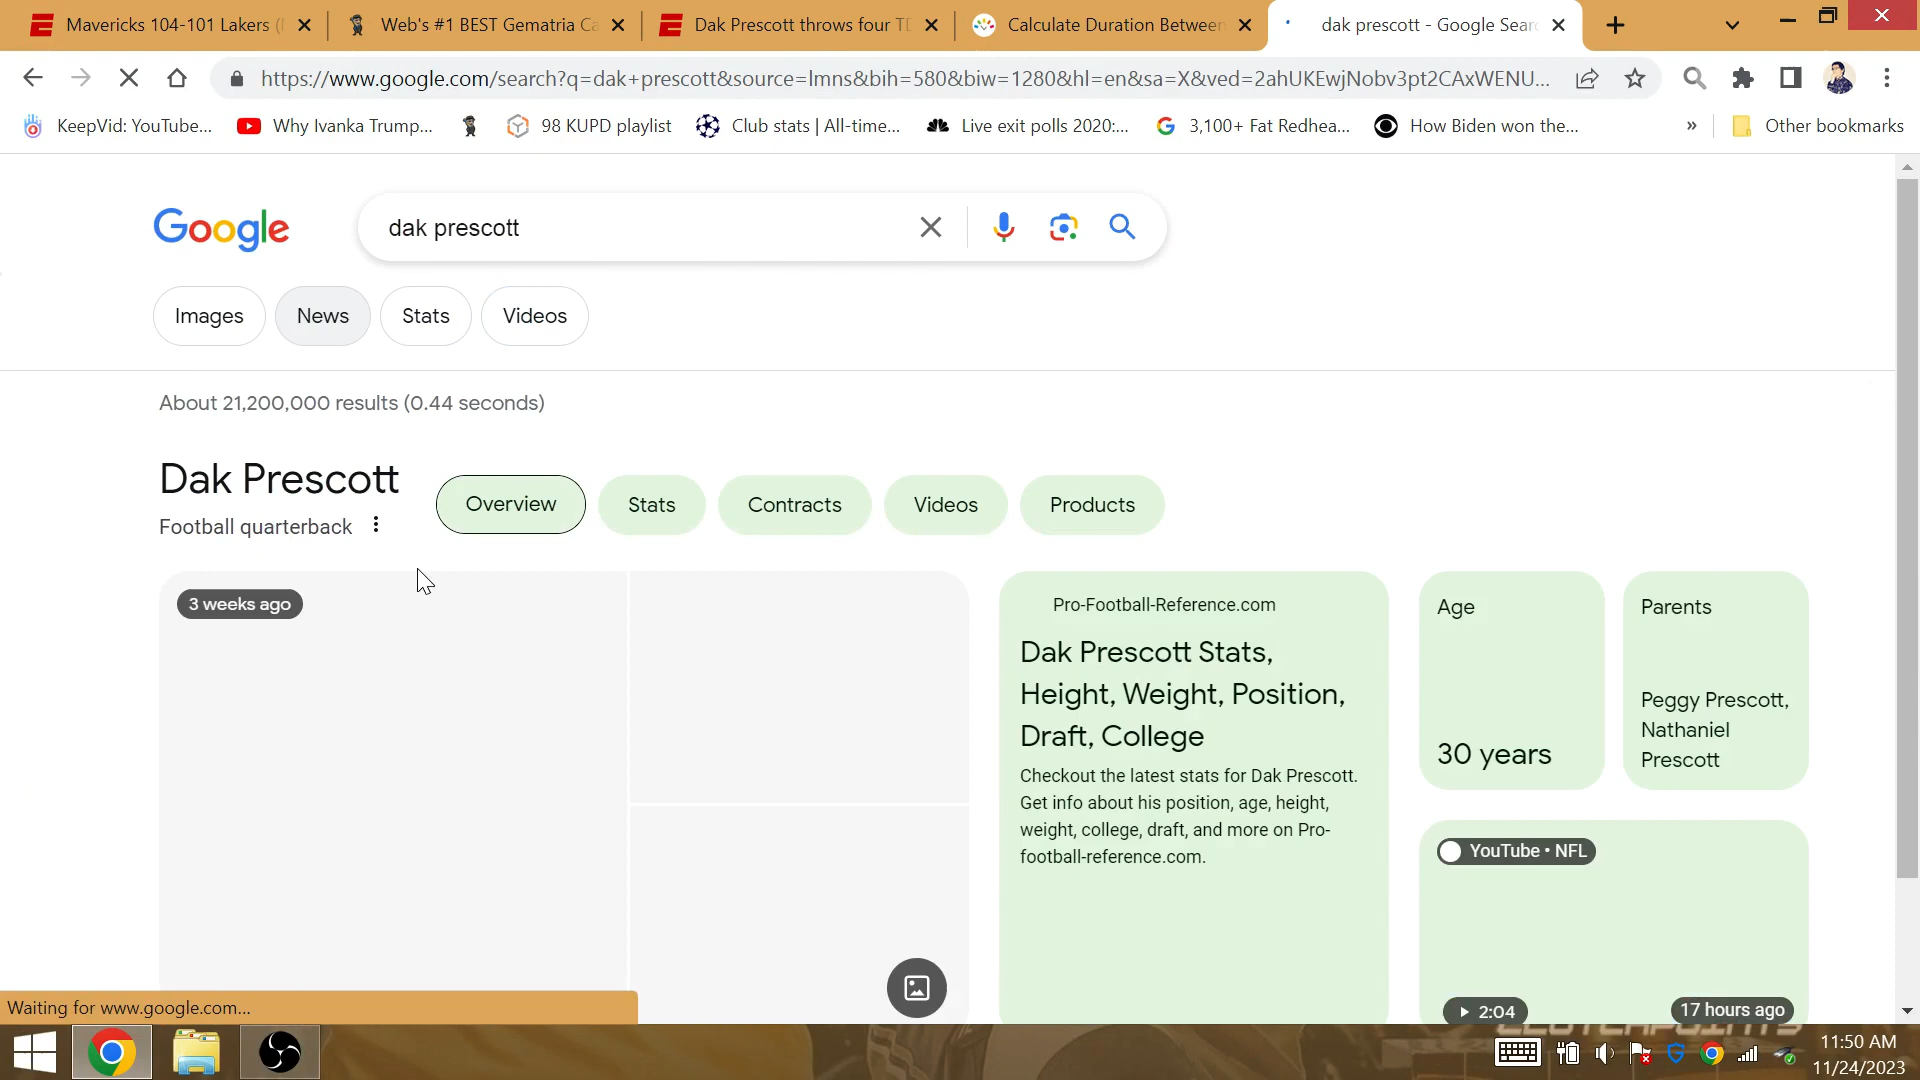 Mavericks 104-101 Lakers (
Web's #1 BEST Gematria Ca
Dak Prescott throws four TD
Calculate Duration Between
dak prescott - Google Sear
https://www.google.com/search?q=dak+prescott&source=lmns&bih=580&biw=1280&hl=en&sa=X&ved=2ahUKEwjNobv3pt2CAxWENU...
KeepVid: YouTube...
Why Ivanka Trump...
98 KUPD playlist
Club stats | All-time...
Live exit polls 2020:...
3,100+ Fat Redhea...
How Biden won the...
»
Other bookmarks
Google
dak prescott
Images
News
Stats
Videos
About 21,200,000 results (0.44 seconds)
Dak Prescott
Football quarterback
Overview
Stats
Contracts
Videos
Products
3 weeks ago
Pro-Football-Reference.com
Dak Prescott Stats,
Height, Weight, Position,
Draft, College
Checkout the latest stats for Dak Prescott.
Get info about his position, age, height,
weight, college, draft, and more on Pro-
football-reference.com.
Age
30 years
Parents
Peggy Prescott,
Nathaniel
Prescott
YouTube • NFL
2:04
17 hours ago
Waiting for www.google.com...
11:50 AM
11/24/2023